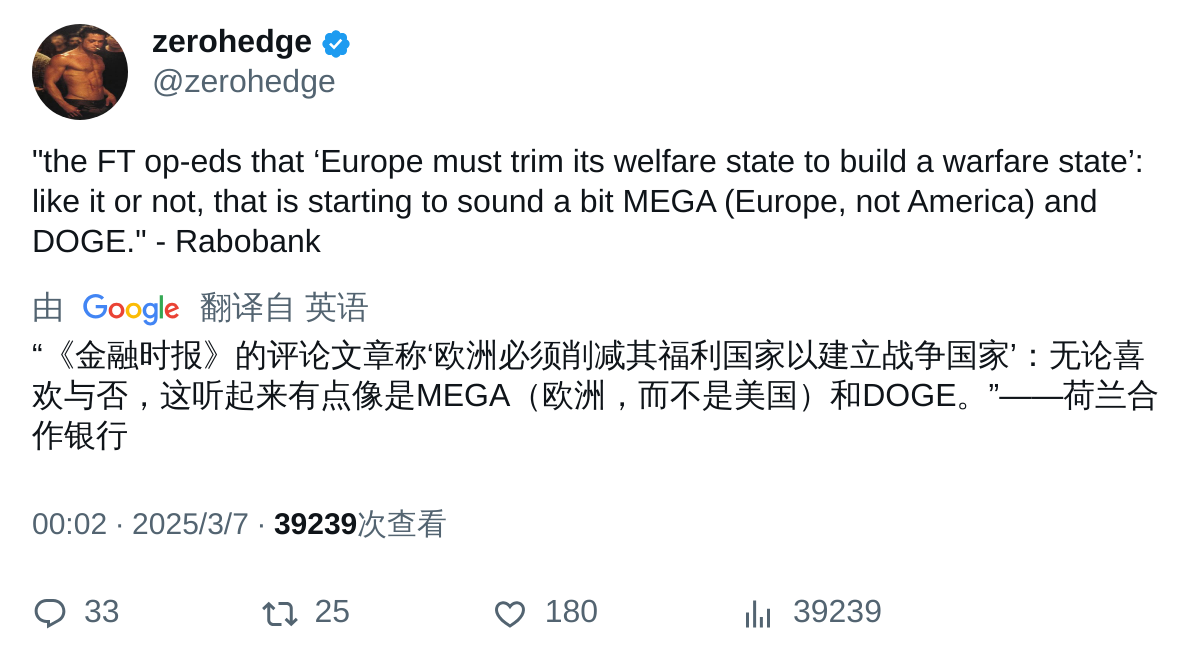 zerohedge
@zerohedge
"the FT op-eds that ‘Europe must trim its welfare state to build a warfare state’:
like it or not, that is starting to sound a bit MEGA (Europe, not America) and
DOGE." - Rabobank
由 Google 翻译自 英语
“《金融时报》的评论文章称‘欧洲必须削减其福利国家以建立战争国家’：无论喜
欢与否，这听起来有点像是MEGA（欧洲，而不是美国）和DOGE。”——荷兰合
作银行
00:02 · 2025/3/7 · 39239次查看
33 25 180 39239